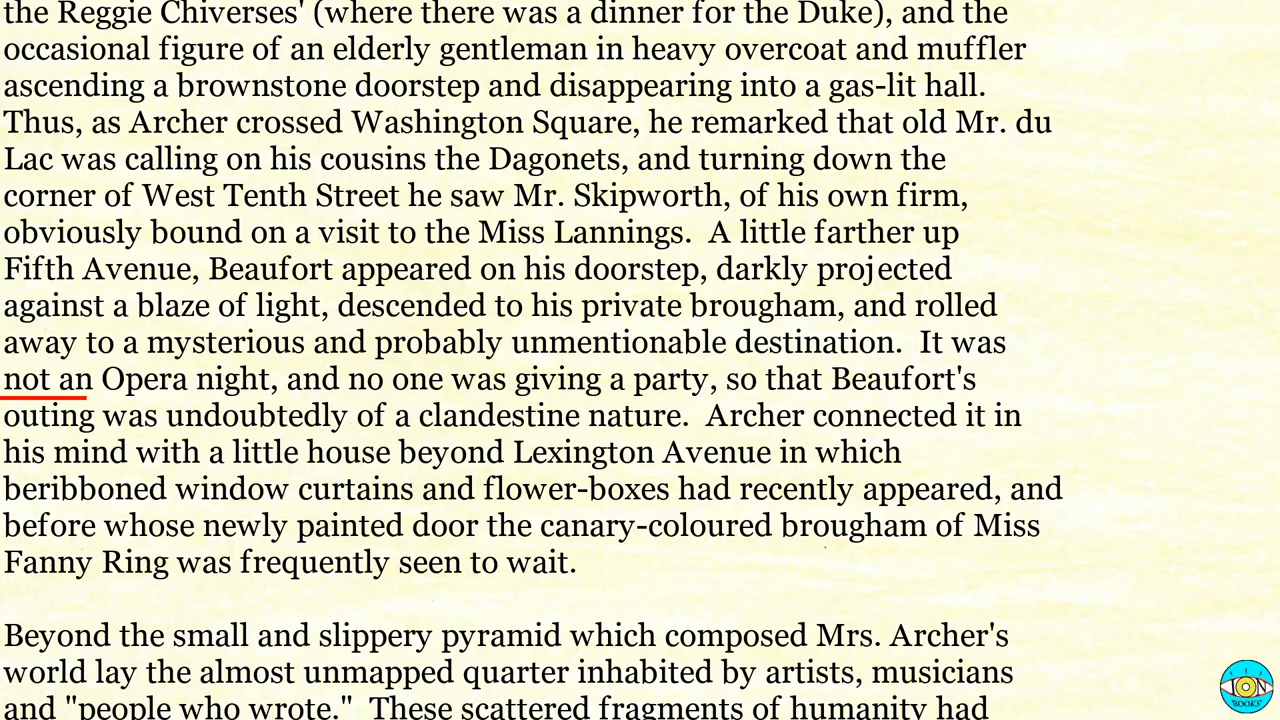 the Reggie Chiverses' (where there was a dinner for the Duke), and the
occasional figure of an elderly gentleman in heavy overcoat and muffler
ascending a brownstone doorstep and disappearing into a gas-lit hall.
Thus, as Archer crossed Washington Square, he remarked that old Mr. du
Lac was calling on his cousins the Dagonets, and turning down the
corner of West Tenth Street he saw Mr. Skipworth, of his own firm,
obviously bound on a visit to the Miss Lannings.  A little farther up
Fifth Avenue, Beaufort appeared on his doorstep, darkly projected
against a blaze of light, descended to his private brougham, and rolled
away to a mysterious and probably unmentionable destination.  It was
not an Opera night, and no one was giving a party, so that Beaufort's
outing was undoubtedly of a clandestine nature.  Archer connected it in
his mind with a little house beyond Lexington Avenue in which
beribboned window curtains and flower-boxes had recently appeared, and
before whose newly painted door the canary-coloured brougham of Miss
Fanny Ring was frequently seen to wait.
Beyond the small and slippery pyramid which composed Mrs. Archer's
world lay the almost unmapped quarter inhabited by artists, musicians
and "people who wrote."  These scattered fragments of humanity had
ION
BOOKS